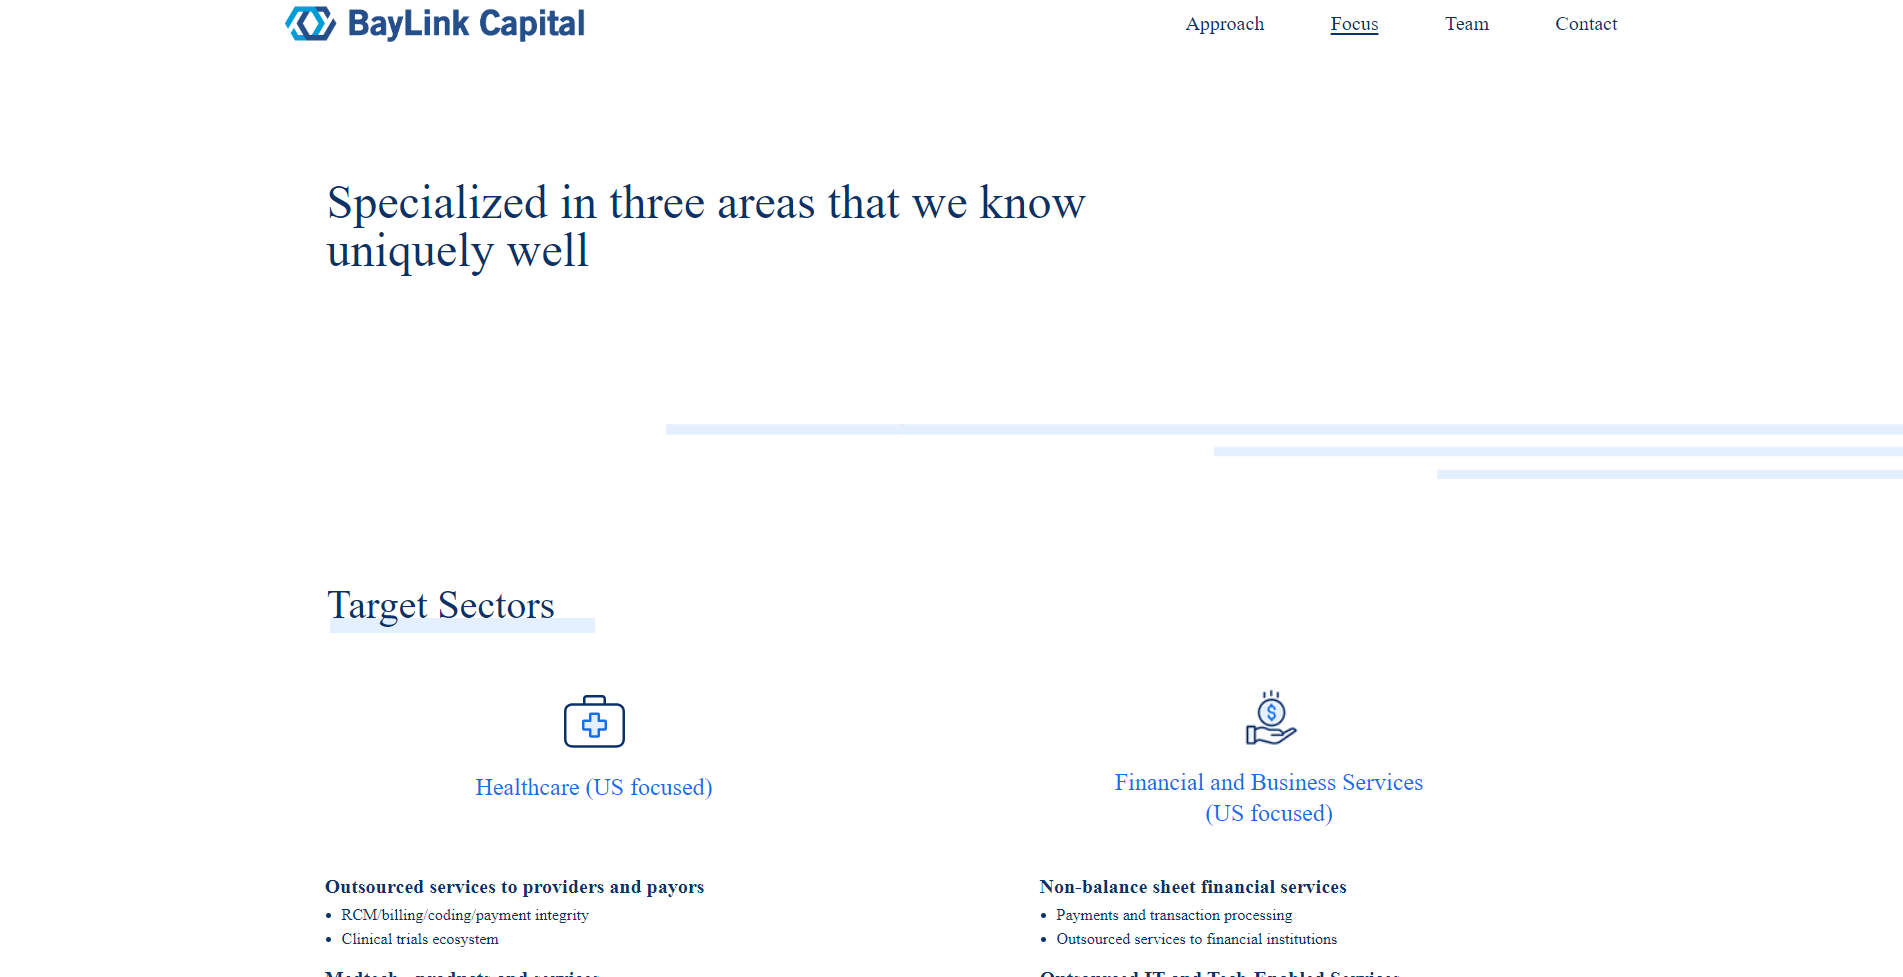 BayLink Capital
Approach
Focus
Team
Contact
Specialized in three areas that we know
uniquely well
Target Sectors
Healthcare (US focused)
$
Financial and Business Services
(US focused)
Outsourced services to providers and payors
• RCM/billing/coding/payment integrity
• Clinical trials ecosystem
Non-balance sheet financial services
• Payments and transaction processing
• Outsourced services to financial institutions